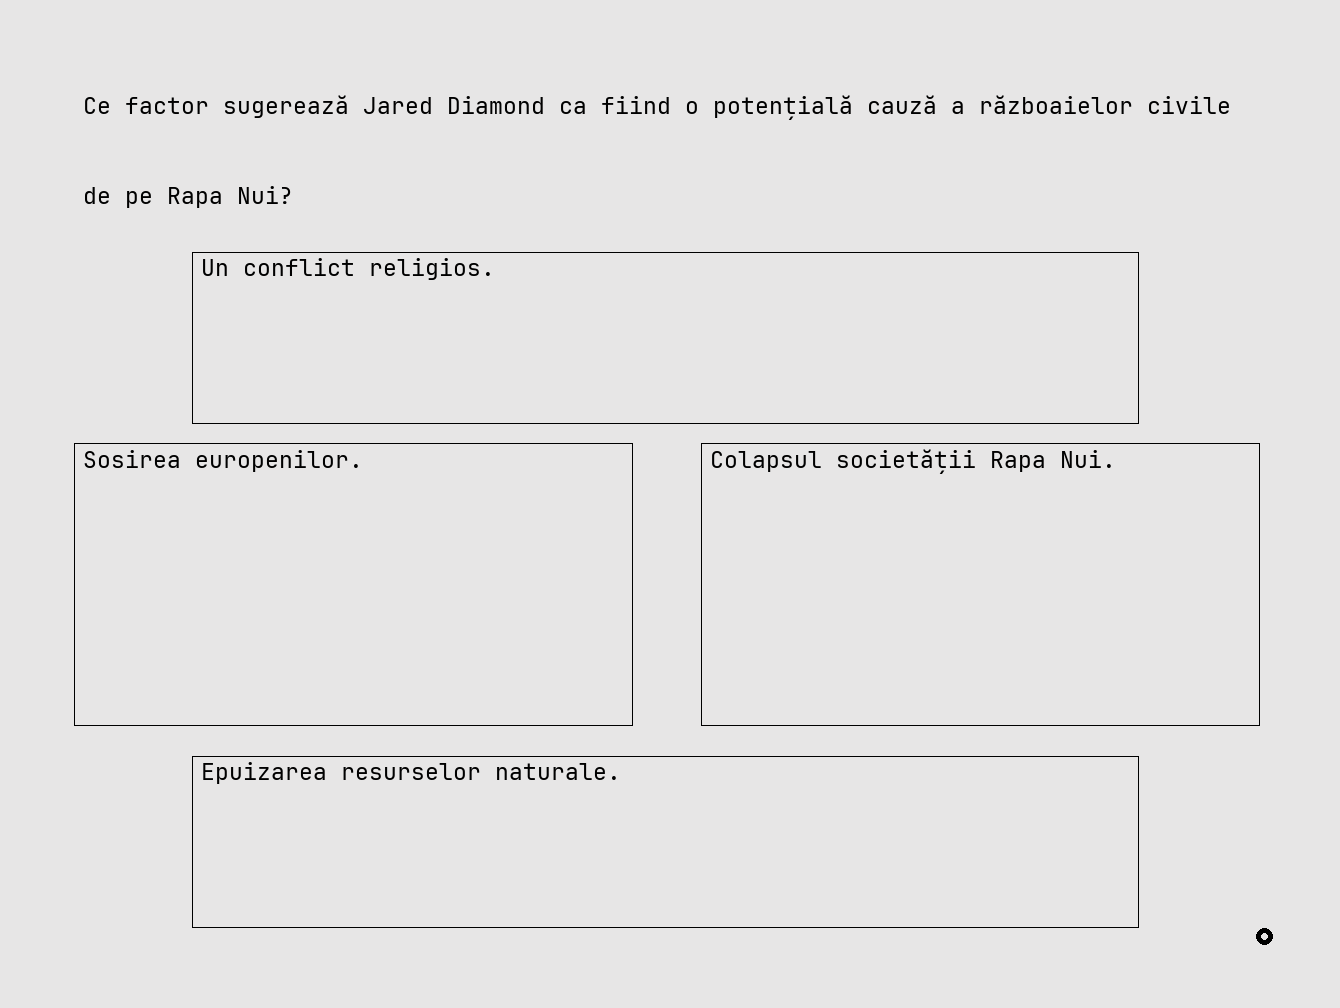 Ce factor sugerează Jared Diamond ca fiind o potențială cauză a războaielor civile
de pe Rapa Nui?
Un conflict religios.
Sosirea europenilor.
Colapsul societății Rapa Nui.
Epuizarea resurselor naturale.